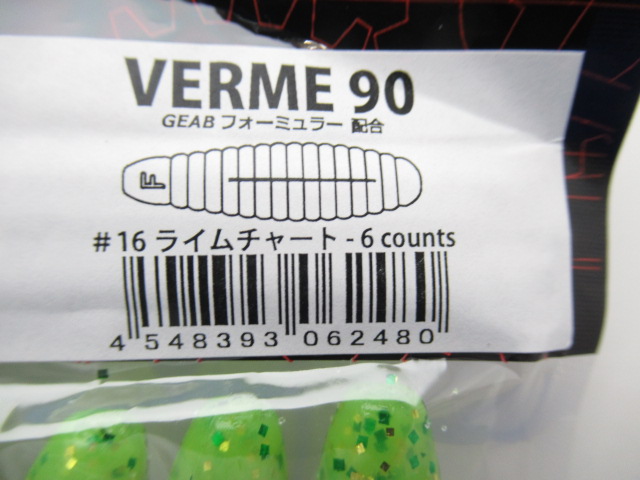 VERME 90
GEAB フォーミュラー 配合
F
#16 ライムチャート - 6 counts
4 548393 062480